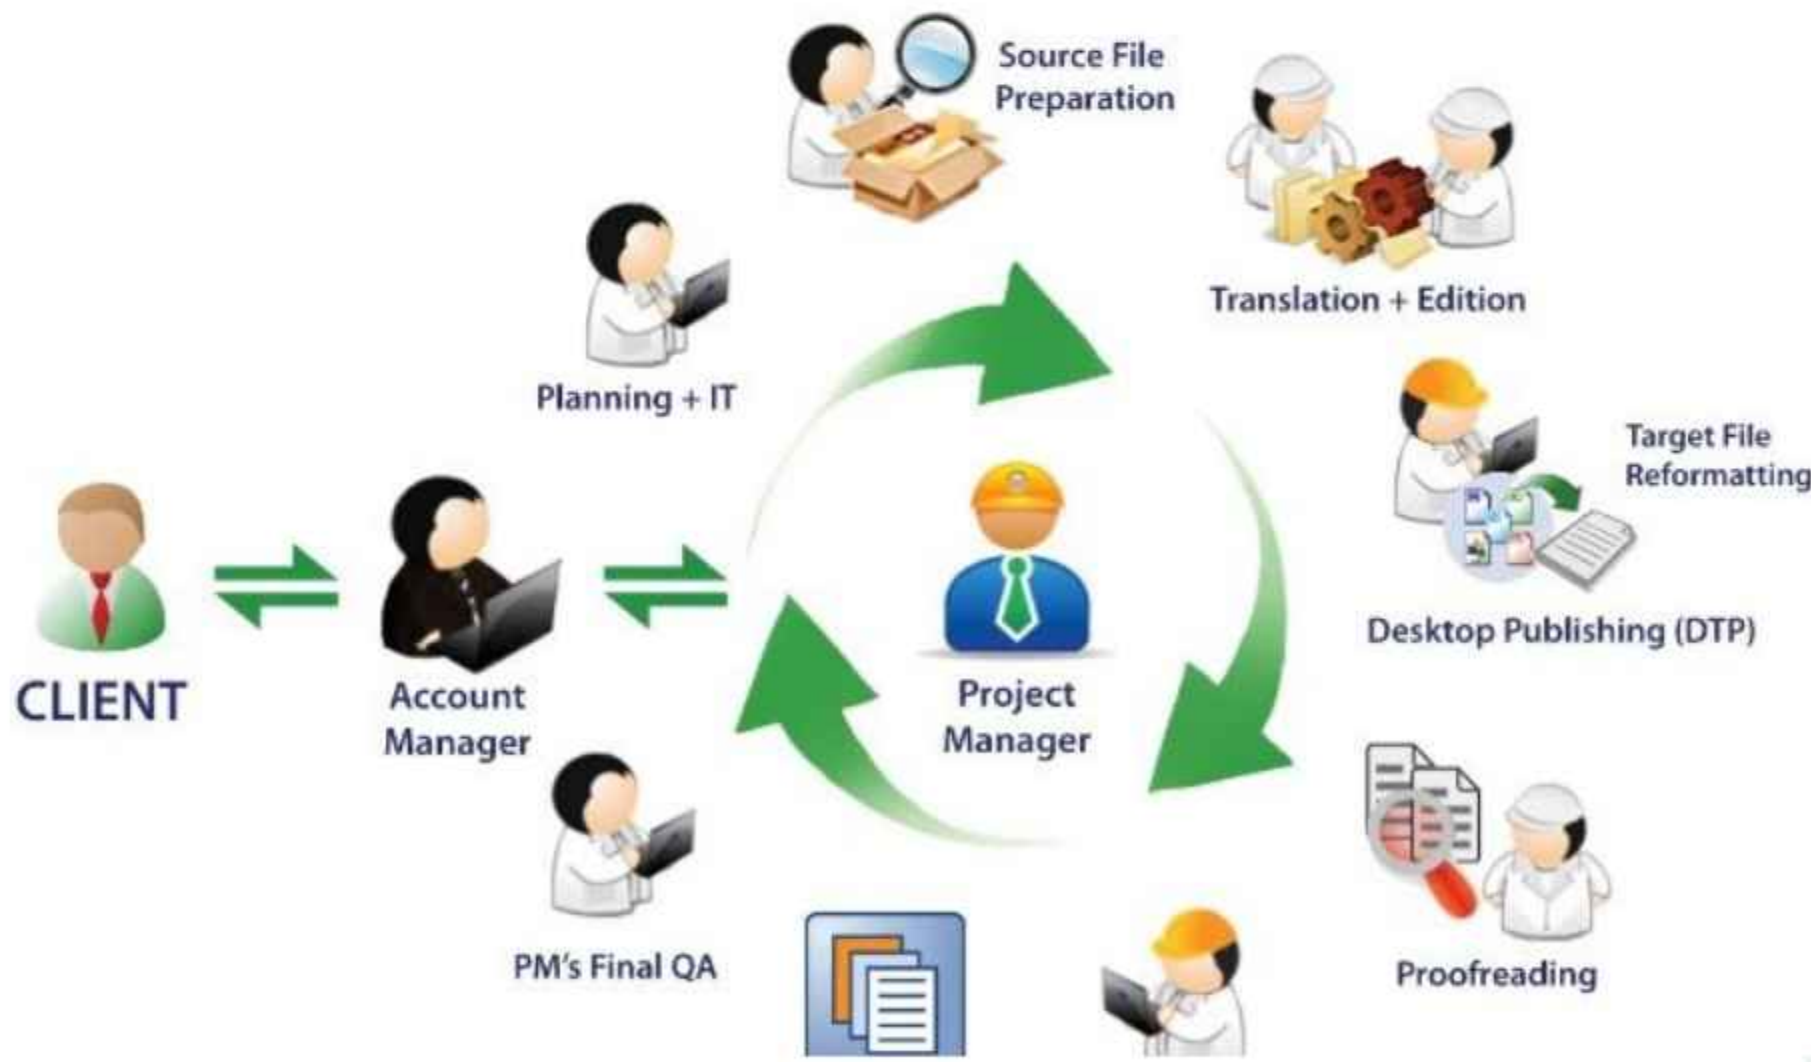 Source File
Preparation
Translation + Edition
Planning + IT
Target File
Reformatting
Desktop Publishing (DTP)
CLIENT
Account
Manager
Project
Manager
PM's Final QA
Proofreading